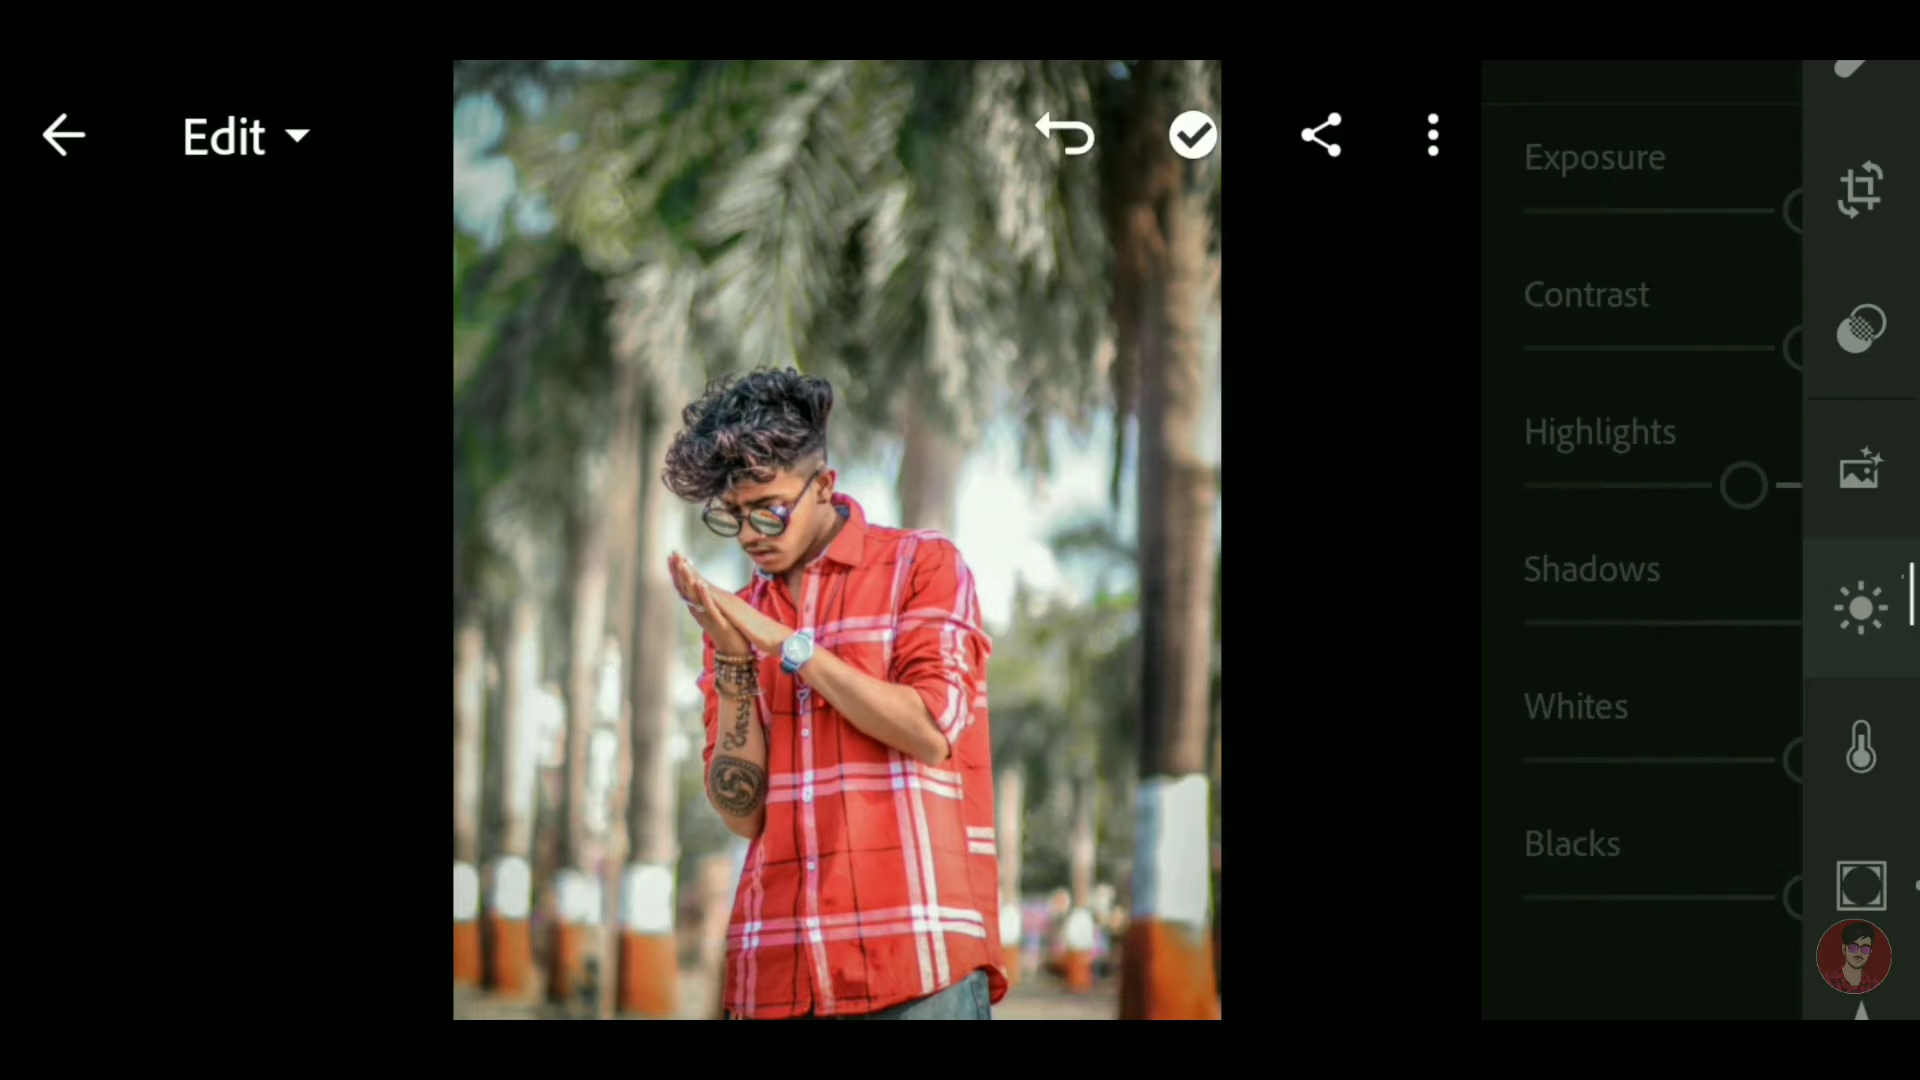 Edit
Exposure
Contrast
Highlights
Shadows
Whites
Blacks